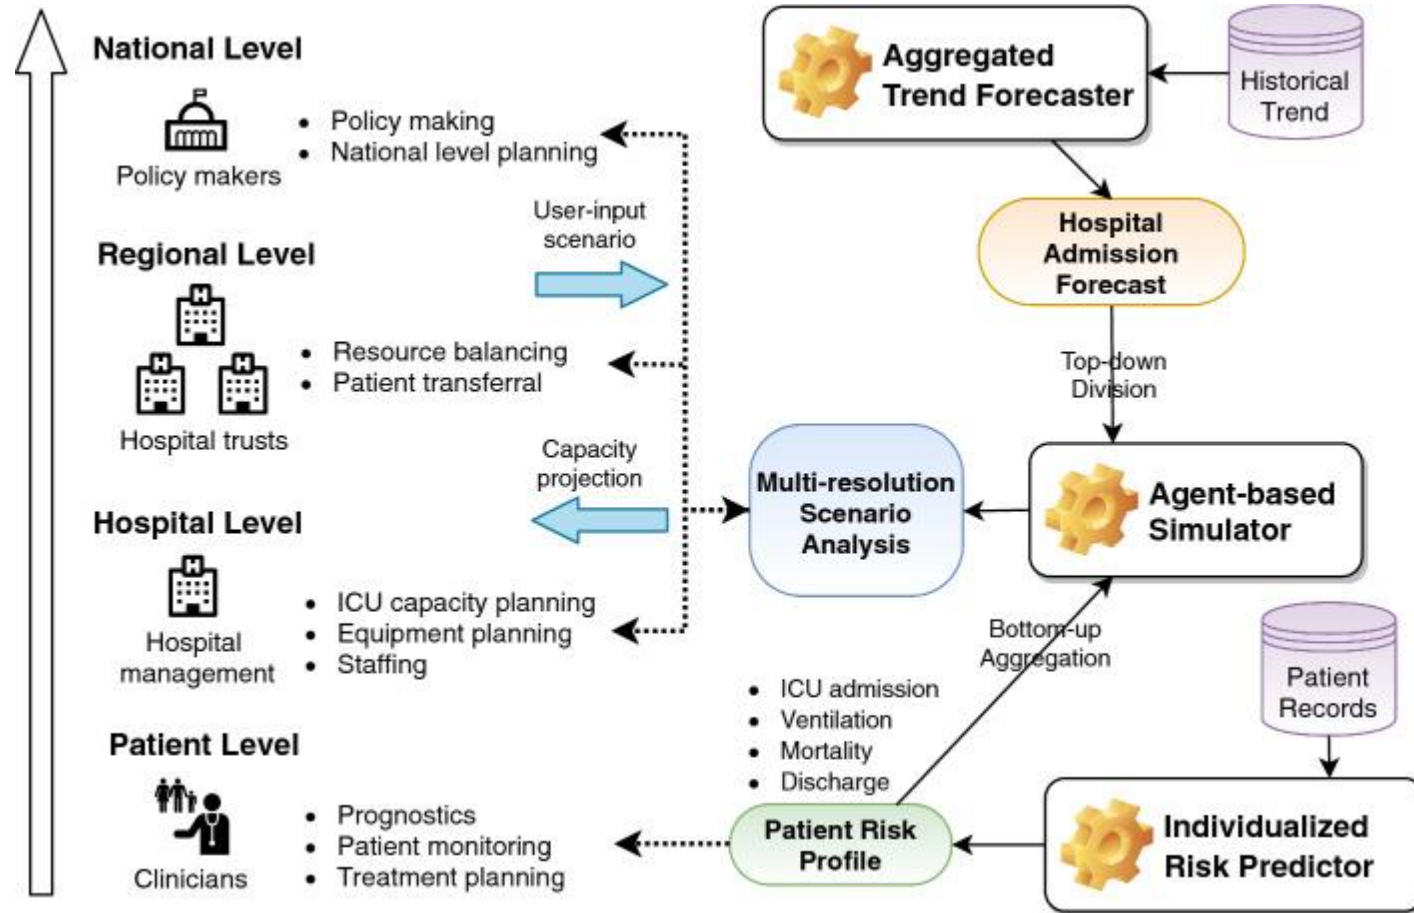 National Level
Policy makers
• Policy making
• National level planning
User-input
scenario
Regional Level
H
H
H
Hospital trusts
• Resource balancing
• Patient transferral
Capacity
projection
Hospital Level
H
Hospital
management
• ICU capacity planning
• Equipment planning
• Staffing
Patient Level
Clinicians
• Prognostics
• Patient monitoring
• Treatment planning
Aggregated
Trend Forecaster
Historical
Trend
Hospital
Admission
Forecast
Top-down
Division
Multi-resolution
Scenario
Analysis
Agent-based
Simulator
Bottom-up
Aggregation
• ICU admission
• Ventilation
• Mortality
• Discharge
Patient Risk
Profile
Patient
Records
Individualized
Risk Predictor